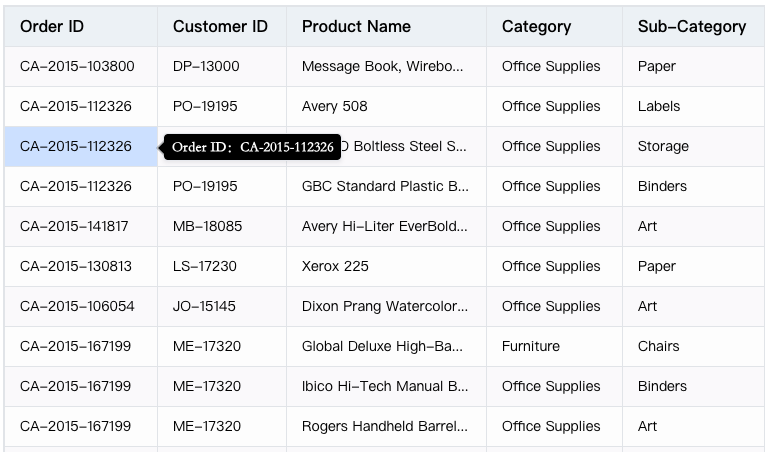 Order ID Customer ID Product Name Category Sub-Category
CA-2015-103800 DP-13000 Message Book, Wirebo... Office Supplies Paper
CA-2015-112326 PO-19195 Avery 508 Office Supplies Labels
CA-2015-112326 Order ID: CA-2015-112326 Boltless Steel S... Office Supplies Storage
CA-2015-112326 PO-19195 GBC Standard Plastic B... Office Supplies Binders
CA-2015-141817 MB-18085 Avery Hi-Liter EverBold... Office Supplies Art
CA-2015-130813 LS-17230 Xerox 225 Office Supplies Paper
CA-2015-106054 JO-15145 Dixon Prang Watercolor... Office Supplies Art
CA-2015-167199 ME-17320 Global Deluxe High-Ba... Furniture Chairs
CA-2015-167199 ME-17320 Ibico Hi-Tech Manual B... Office Supplies Binders
CA-2015-167199 ME-17320 Rogers Handheld Barrel... Office Supplies Art